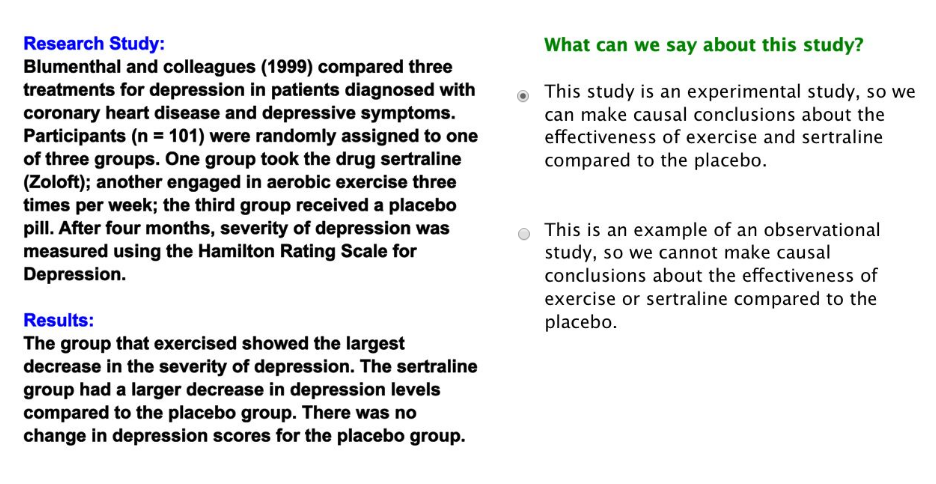 Research Study:
Blumenthal and colleagues (1999) compared three
treatments for depression in patients diagnosed with
coronary heart disease and depressive symptoms.
Participants (n = 101) were randomly assigned to one
of three groups. One group took the drug sertraline
(Zoloft); another engaged in aerobic exercise three
times per week; the third group received a placebo
pill. After four months, severity of depression was
measured using the Hamilton Rating Scale for
Depression.
Results:
The group that exercised showed the largest
decrease in the severity of depression. The sertraline
group had a larger decrease in depression levels
compared to the placebo group. There was no
change in depression scores for the placebo group.
What can we say about this study?
This study is an experimental study, so we
can make causal conclusions about the
effectiveness of exercise and sertraline
compared to the placebo.
This is an example of an observational
study, so we cannot make causal
conclusions about the effectiveness of
exercise or sertraline compared to the
placebo.